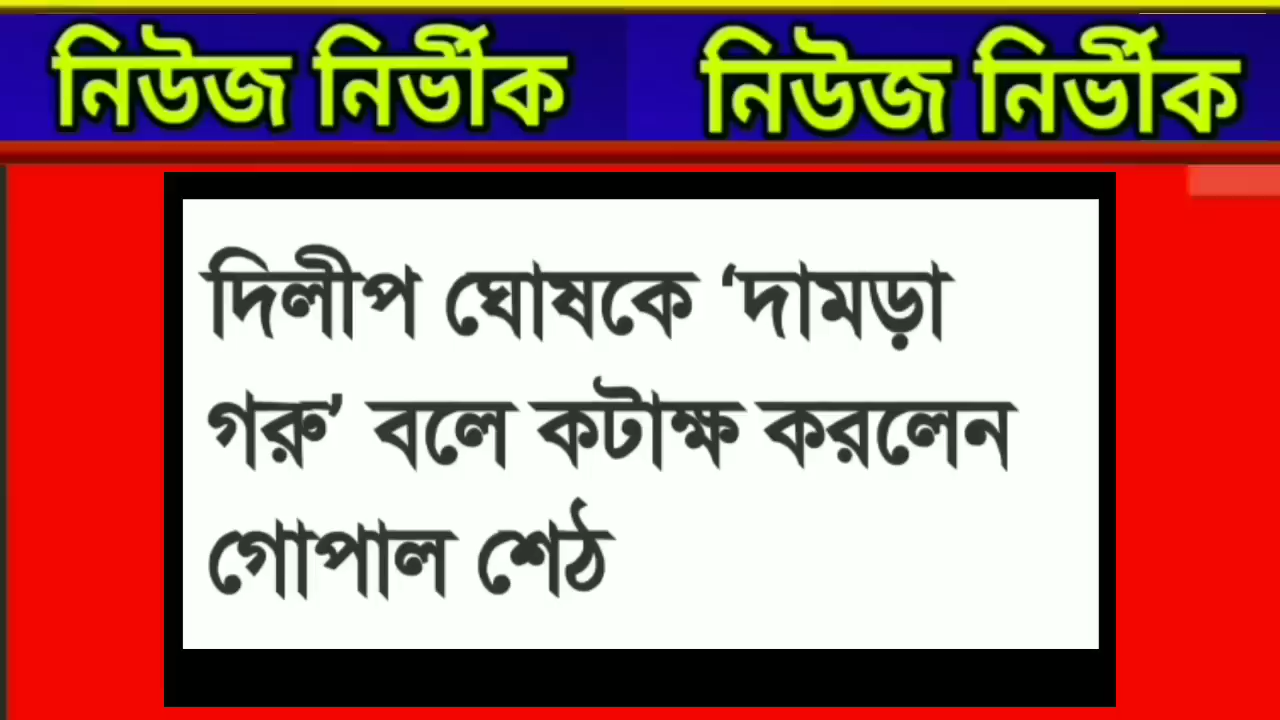 নিউজ নির্ভীক নিউজ নির্ভীক
দিলীপ ঘোষকে ‘দামড়া
গরু’ বলে কটাক্ষ করলেন
গোপাল শেঠ